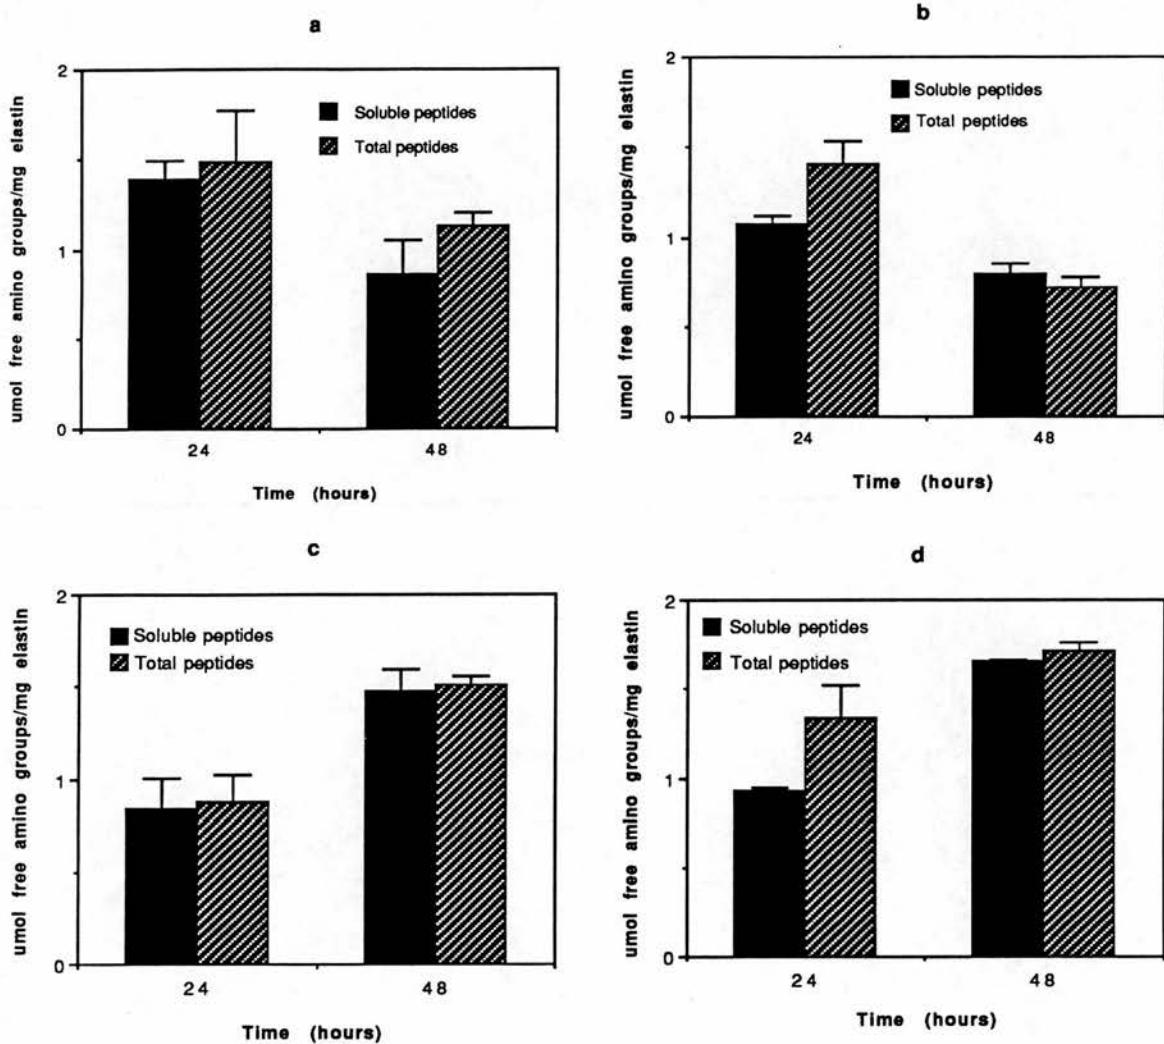 a
umol free amino groups/mg elastin
2
1
0
Soluble peptides
Total peptides
24
48
Time (hours)
b
umol free amino groups/mg elastin
2
1
0
Soluble peptides
Total peptides
24
48
Time (hours)
c
umol free amino groups/mg elastin
2
1
0
Soluble peptides
Total peptides
24
48
Time (hours)
d
umol free amino groups/mg elastin
2
1
0
Soluble peptides
Total peptides
24
48
Time (hours)